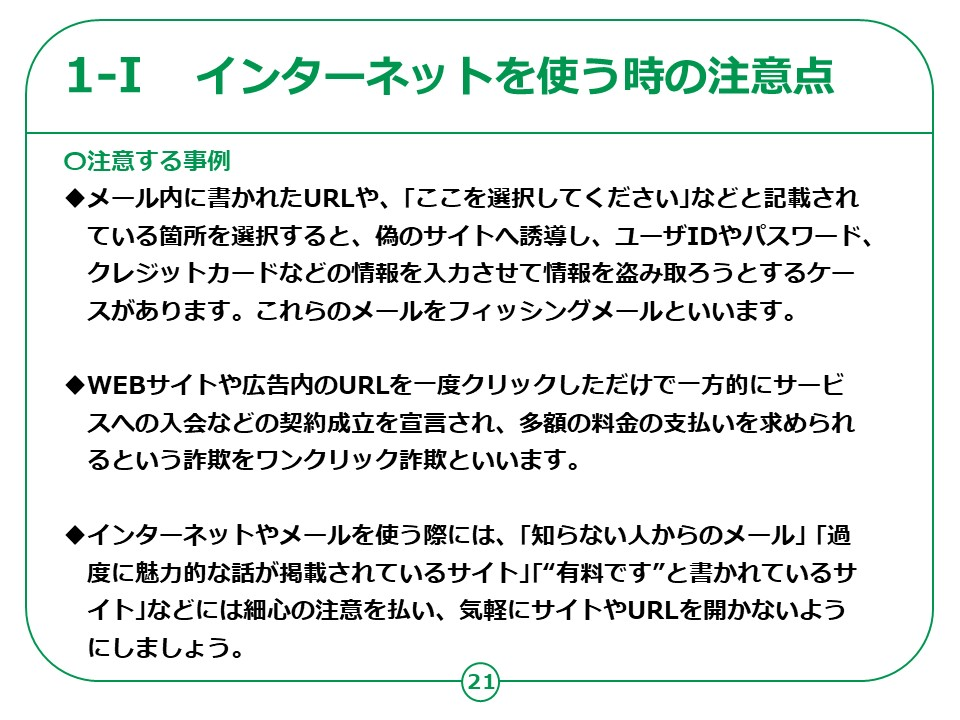 1-I　インターネットを使う時の注意点
〇注意する事例
◆メール内に書かれたURLや、「ここを選択してください」などと記載され
ている箇所を選択すると、偽のサイトへ誘導し、ユーザIDやパスワード、
クレジットカードなどの情報を入力させて情報を盗み取ろうとするケー
スがあります。これらのメールをフィッシングメールといいます。
◆WEBサイトや広告内のURLを一度クリックしただけで一方的にサービ
スへの入会などの契約成立を宣言され、多額の料金の支払いを求められ
るという詐欺をワンクリック詐欺といいます。
◆インターネットやメールを使う際には、「知らない人からのメール」「過
度に魅力的な話が掲載されているサイト」「“有料です”と書かれているサ
イト」などには細心の注意を払い、気軽にサイトやURLを開かないよう
にしましょう。
21